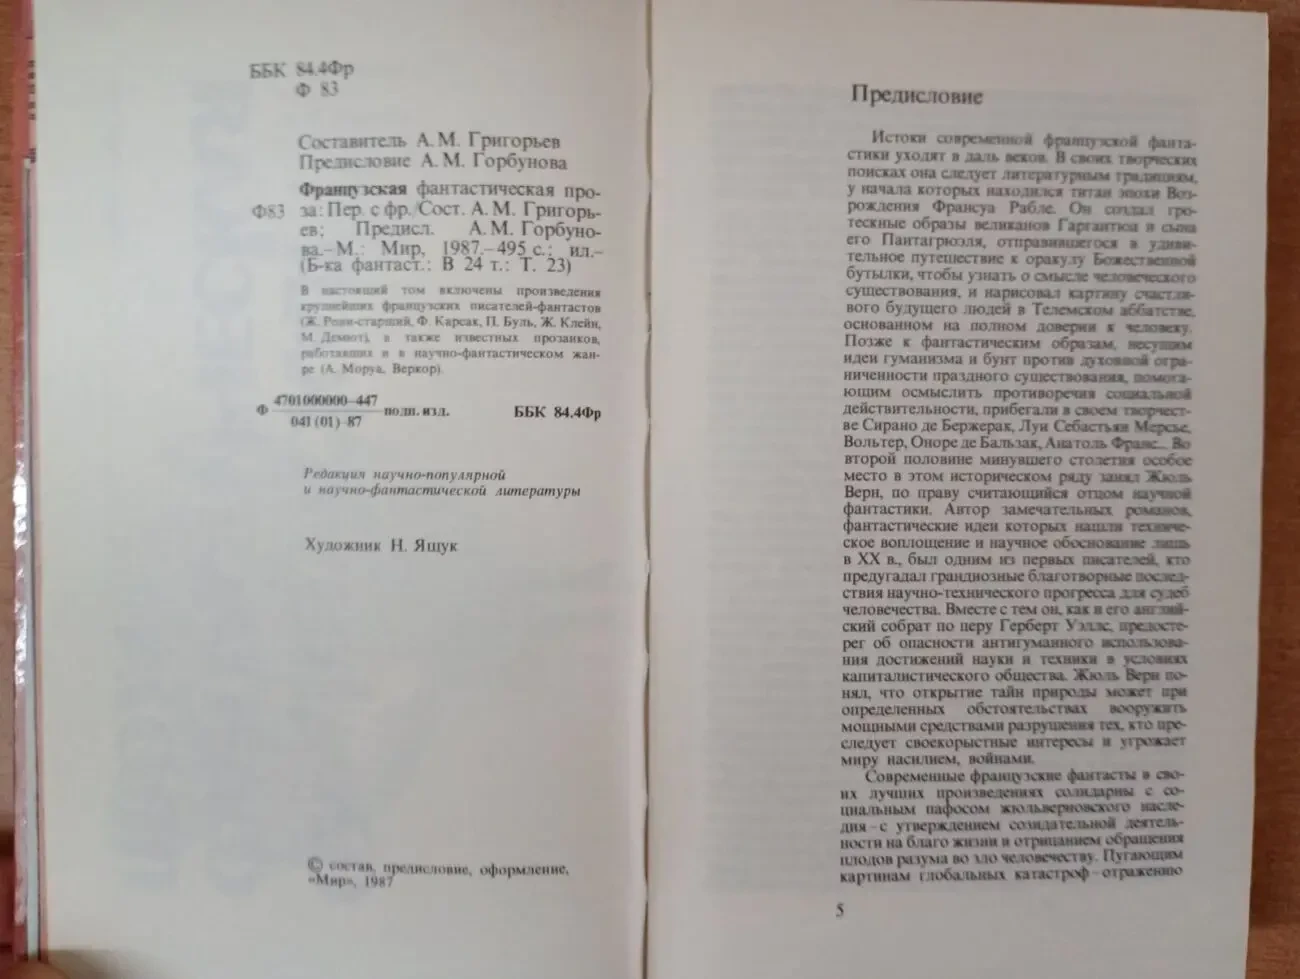 ББК 84.4Фр
Ф 83
Составитель А. М. Григорьев
Предисловие А. М. Горбунова
Французская фантастическая про-
Ф83 за: Пер. с фр./Сост. А. М. Григорь-
ев; Предисл. А. М. Горбуно-
ва.– М.: Мир, 1987.–495 с.: ил.–
(Б-ка фантаст.: В 24 т.: Т. 23)
В настоящий том включены произведения
крупнейших французских писателей-фантастов
(Ж. Рони-старший, Ф. Карсак, П. Буль, Ж. Клейн,
М. Демют), а также известных прозаиков,
работавших и в научно-фантастическом жан-
ре (А. Моруа, Веркор).
Ф 4701000000–447
041 (01)–87 подп. изд. ББК 84.4Фр
Редакция научно-популярной
и научно-фантастической литературы
Художник Н. Ящук
© состав, предисловие, оформление,
«Мир», 1987
Предисловие
Истоки современной французской фанта-
стики уходят в даль веков. В своих творческих
поисках она следует литературным традициям,
у начала которых находился титан эпохи Воз-
рождения Франсуа Рабле. Он создал гро-
тескные образы великанов Гаргантюа и сына
его Пантагрюэля, отправившегося в удиви-
тельное путешествие к оракулу Божественной
бутылки, чтобы узнать о смысле человеческого
существования, и нарисовал картину счастли-
вого будущего людей в Телемском аббатстве,
основанном на полном доверии к человеку.
Позже к фантастическим образам, несущим
идеи гуманизма и бунт против духовной огра-
ниченности праздного существования, помога-
ющим осмыслить противоречия социальной
действительности, прибегали в своем творчест-
ве Сирано де Бержерак, Луи Себастьян Мерсье,
Вольтер, Оноре де Бальзак, Анатоль Франс... Во
второй половине минувшего столетия особое
место в этом историческом ряду занял Жюль
Верн, по праву считающийся отцом научной
фантастики. Автор замечательных романов,
фантастические идеи которых нашли техниче-
ское воплощение и научное обоснование лишь
в XX в., был одним из первых писателей, кто
предугадал грандиозные благотворные послед-
ствия научно-технического прогресса для судеб
человечества. Вместе с тем он, как и его англий-
ский собрат по перу Герберт Уэллс, предосте-
рег об опасности антигуманного использова-
ния достижений науки и техники в условиях
капиталистического общества. Жюль Верн по-
нял, что открытие тайн природы может при
определенных обстоятельствах вооружить
мощными средствами разрушения тех, кто пре-
следует своекорыстные интересы и угрожает
миру насилием, войнами.
Современные французские фантасты в сво-
их лучших произведениях солидарны с со-
циальным пафосом жюльверновского насле-
дия – с утверждением созидательной деятель-
ности на благо жизни и отрицанием обращения
плодов разума во зло человечеству. Пугающим
картинам глобальных катастроф – отражению
5